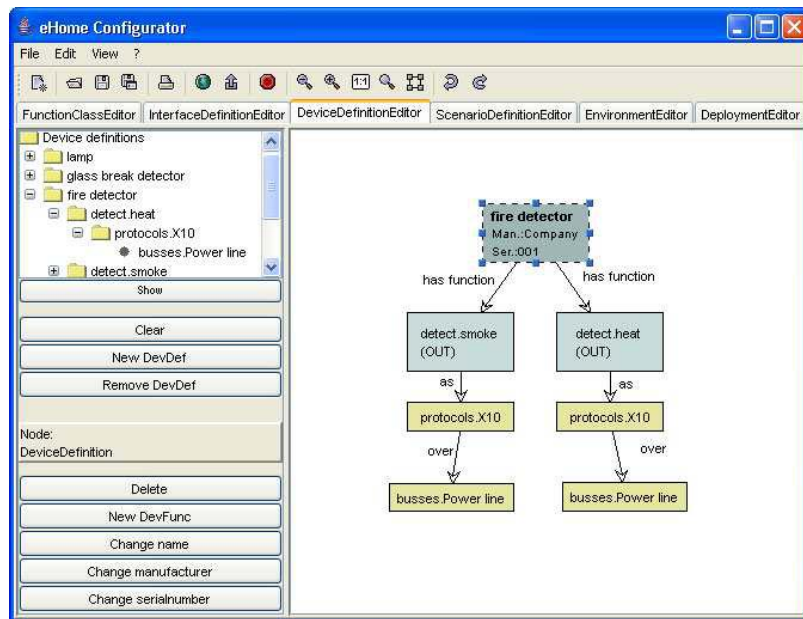 eHome Configurator
File Edit View ?
1:1
FunctionClassEditor InterfaceDefinitionEditor DeviceDefinitionEditor ScenarioDefinitionEditor EnvironmentEditor DeploymentEditor
Device definitions
lamp
glass break detector
fire detector
detect.heat
protocols.X10
busses.Power line
detect.smoke
Show
Clear
New DevDef
Remove DevDef
Node:
DeviceDefinition
Delete
New DevFunc
Change name
Change manufacturer
Change serialnumber
fire detector
Man.:Company
Ser.:001
has function has function
detect.smoke
(OUT)
detect.heat
(OUT)
as as
protocols.X10 protocols.X10
over over
busses.Power line busses.Power line